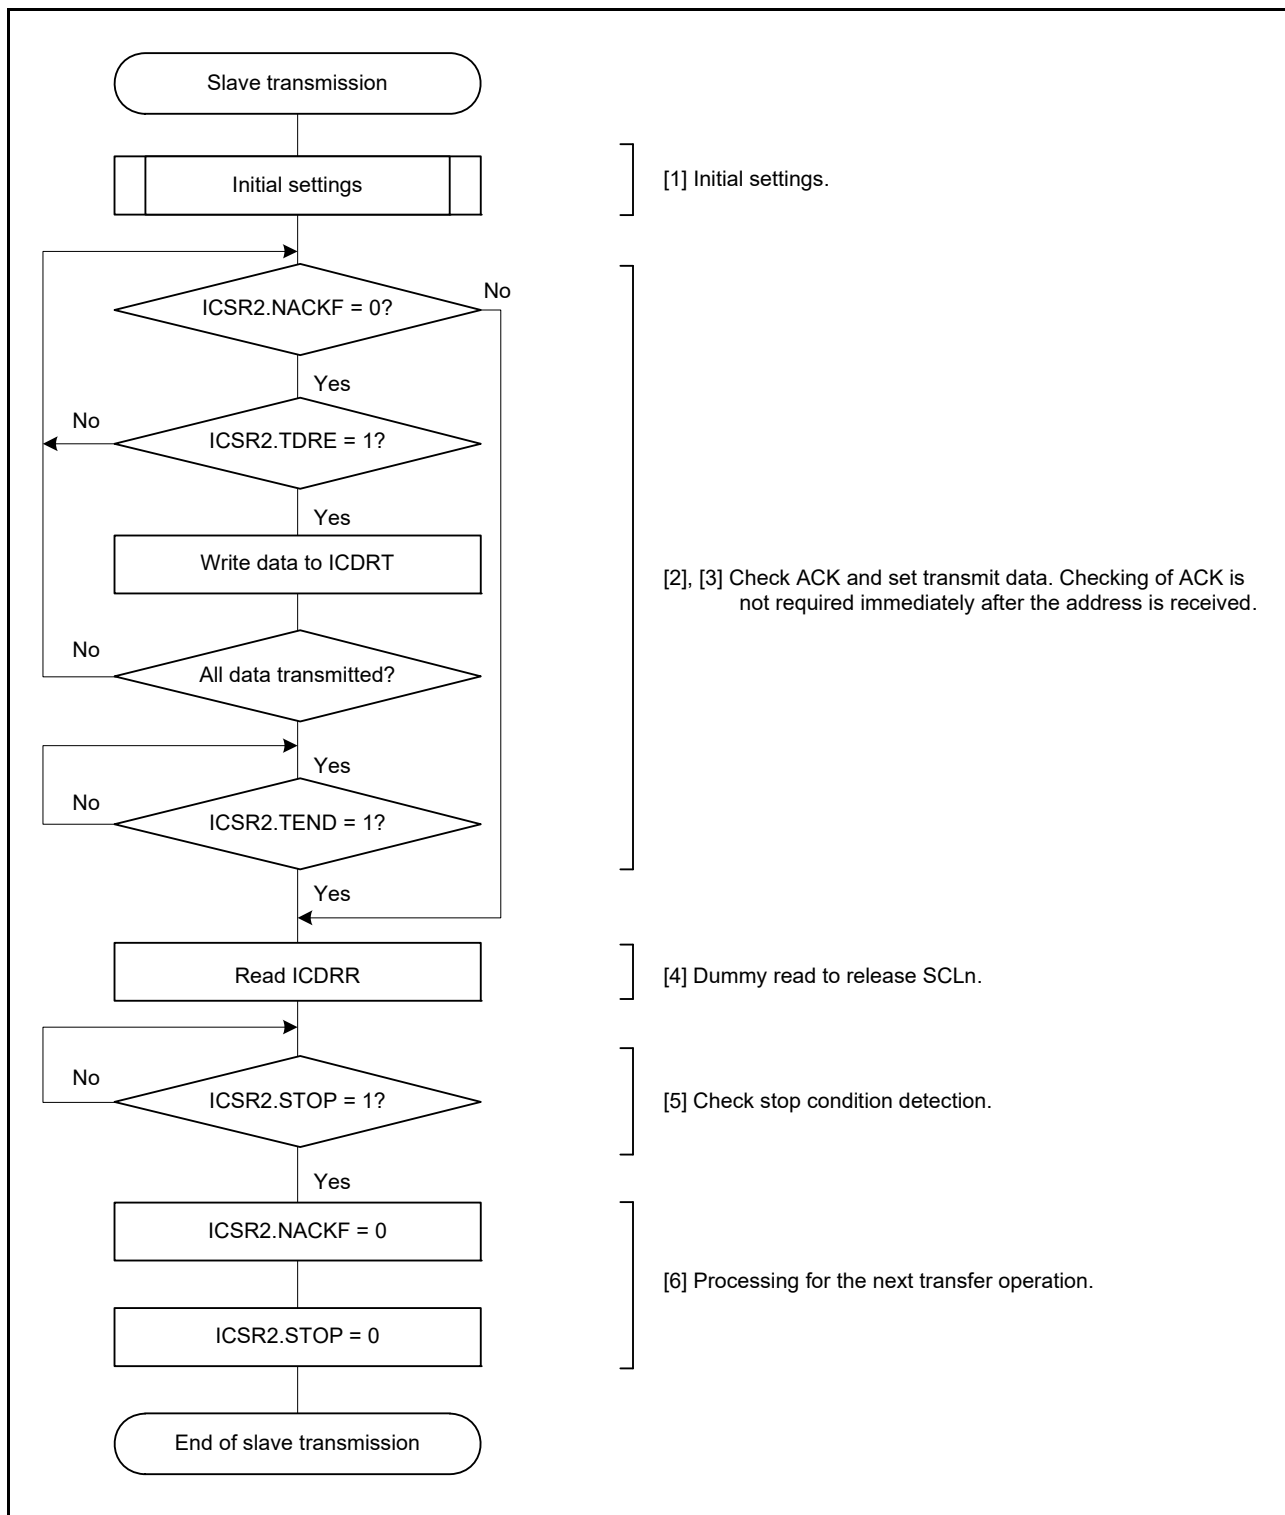 Slave transmission
Initial settings
[1] Initial settings.
ICSR2.NACKF = 0?
No
Yes
No
ICSR2.TDRE = 1?
Yes
Write data to ICDRT
[2], [3] Check ACK and set transmit data. Checking of ACK is
not required immediately after the address is received.
No
All data transmitted?
Yes
No
ICSR2.TEND = 1?
Yes
Read ICDRR
[4] Dummy read to release SCLn.
No
ICSR2.STOP = 1?
[5] Check stop condition detection.
Yes
ICSR2.NACKF = 0
[6] Processing for the next transfer operation.
ICSR2.STOP = 0
End of slave transmission